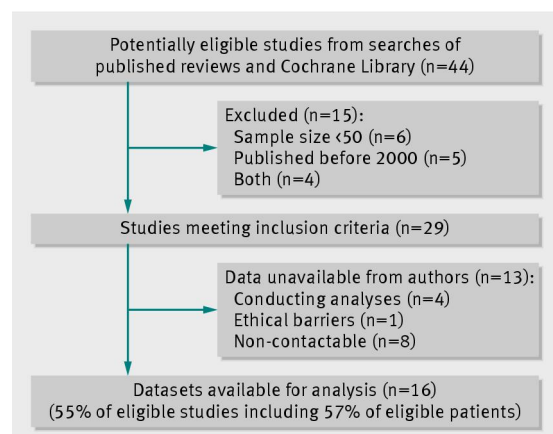 Potentially eligible studies from searches of
published reviews and Cochrane Library (n=44)
Excluded (n=15):
Sample size <50 (n=6)
Published before 2000 (n=5)
Both (n=4)
Studies meeting inclusion criteria (n=29)
Data unavailable from authors (n=13):
Conducting analyses (n=4)
Ethical barriers (n=1)
Non-contactable (n=8)
Datasets available for analysis (n=16)
(55% of eligible studies including 57% of eligible patients)